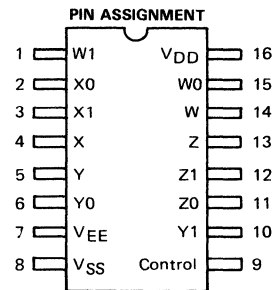 PIN ASSIGNMENT
1 W1 VDD 16
2 X0 W0 15
3 X1 W 14
4 X Z 13
5 Y Z1 12
6 Y0 Z0 11
7 VEE Y1 10
8 VSS Control 9